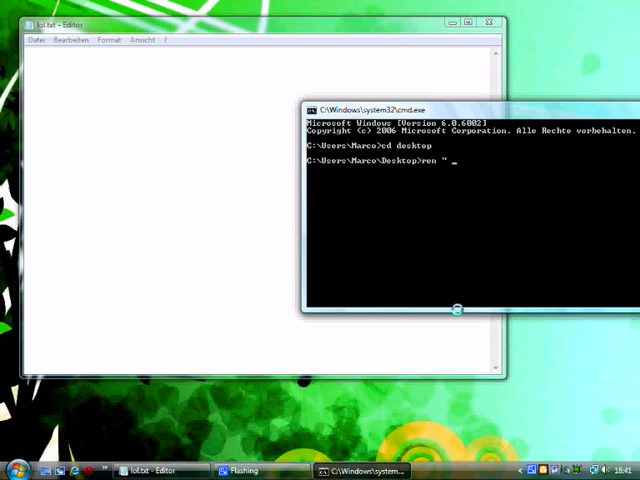 lol.txt - Editor
Datei Bearbeiten Format Ansicht ?
C:\Windows\system32\cmd.exe
Microsoft Windows [Version 6.0.6002]
Copyright (c) 2006 Microsoft Corporation. Alle Rechte vorbehalten.
C:\Users\Marco>cd desktop
C:\Users\Marco\Desktop>ren " _
lol.txt - Editor
Flashing
C:\Windows\system...
18:41